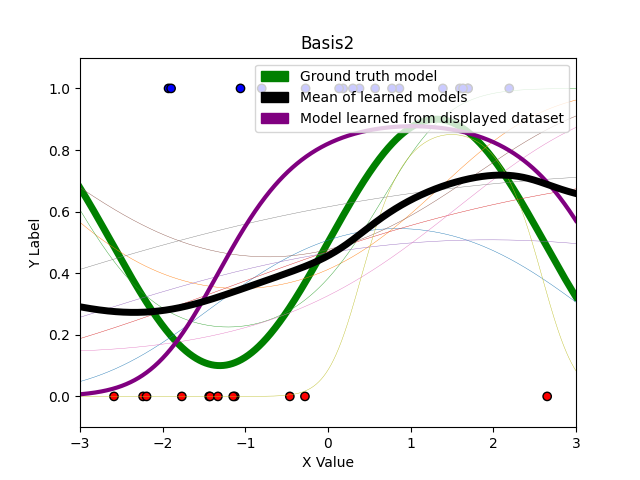 Basis2
Ground truth model
Mean of learned models
Model learned from displayed dataset
Y Label
1.0
0.8
0.6
0.4
0.2
0.0
−3 −2 −1 0 1 2 3
X Value